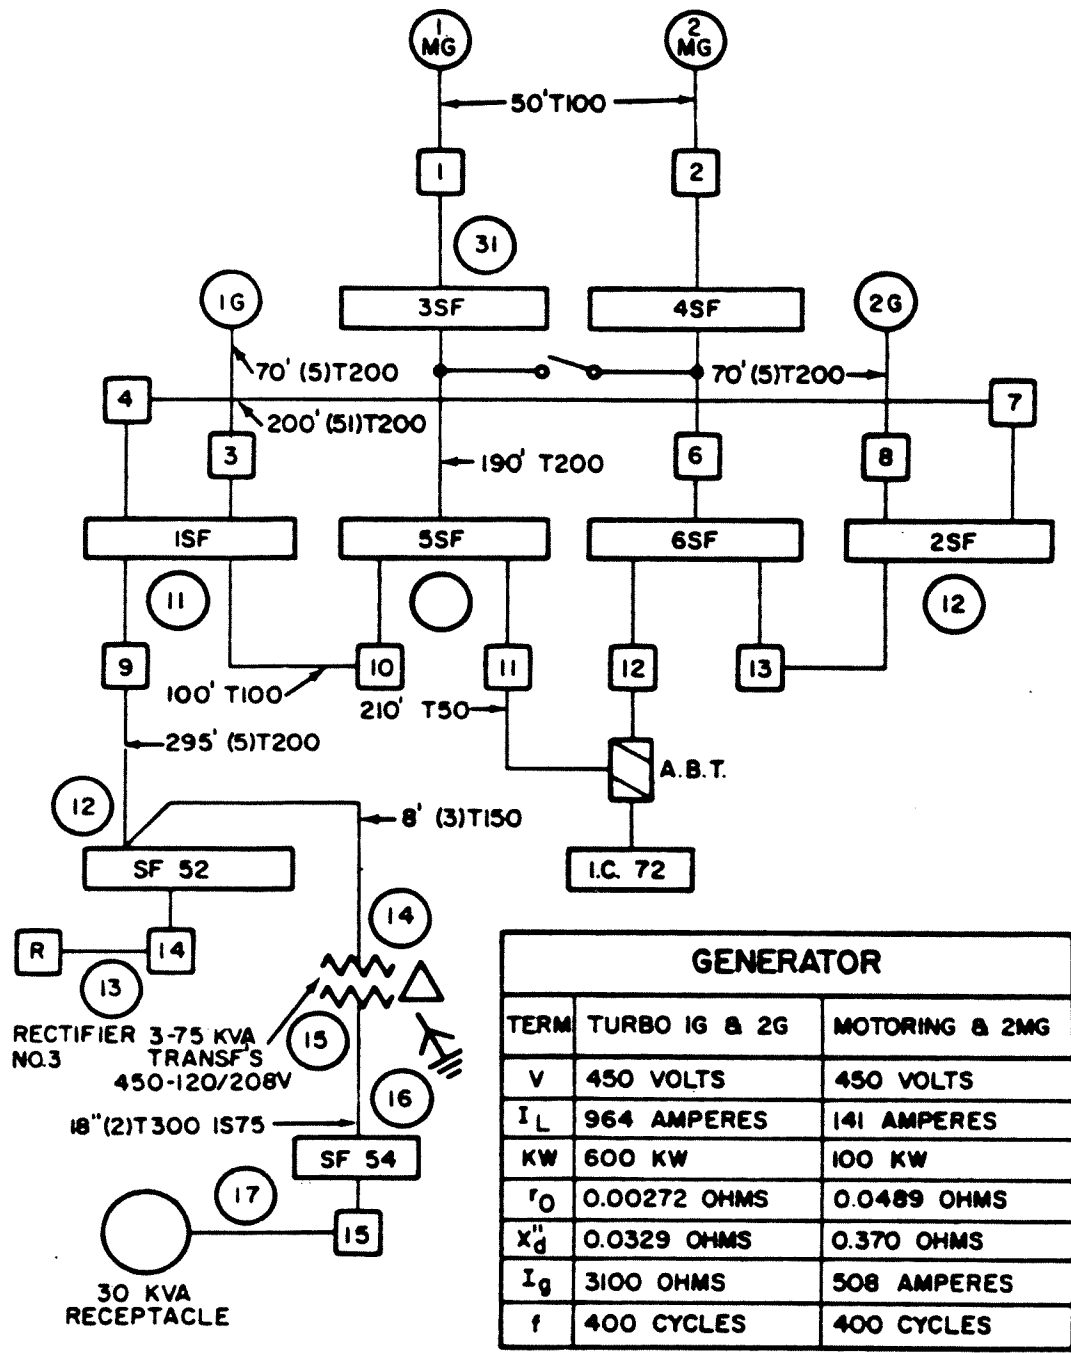 1
MG
2
MG
50'T100
1
2
31
1G
3SF
4SF
2G
70' (5)T200
70' (5)T200
4
7
200' (51)T200
3
190' T200
6
8
1SF
5SF
6SF
2SF
11
12
9
10
11
12
13
100' T100
210' T50
295' (5)T200
A.B.T.
12
8' (3)T150
SF 52
I.C. 72
14
R
14
13
15
RECTIFIER
NO.3
3-75 KVA
TRANSF'S
450-120/208V
16
18"(2)T300 IS75
SF 54
17
15
30 KVA
RECEPTACLE
GENERATOR
TERM TURBO 1G & 2G MOTORING & 2MG
V 450 VOLTS 450 VOLTS
IL 964 AMPERES 141 AMPERES
KW 600 KW 100 KW
rO 0.00272 OHMS 0.0489 OHMS
X"d 0.0329 OHMS 0.370 OHMS
Ig 3100 OHMS 508 AMPERES
f 400 CYCLES 400 CYCLES